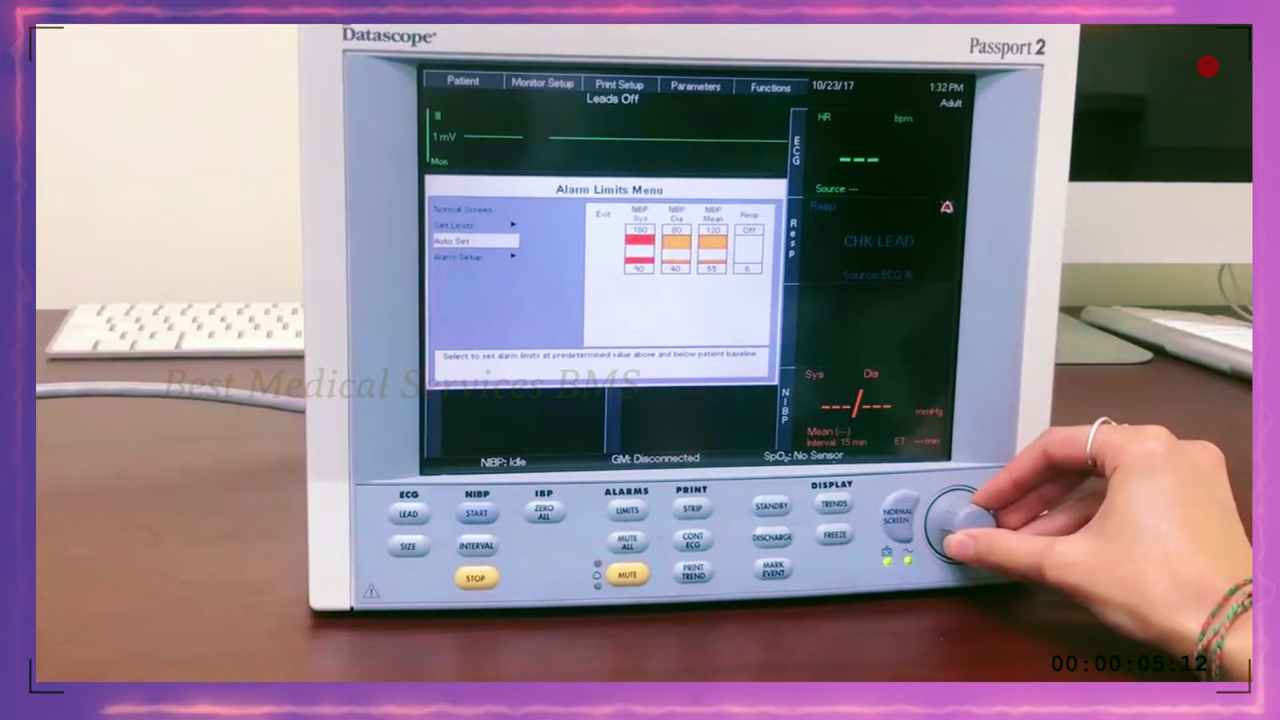 Datascope®
Passport 2
Patient Monitor Setup Print Setup Parameters Functions 10/23/17 1:32 PM
Leads Off
Adult
II
HR bpm
1 mV
ECG
---
Mon
Source: ---
Alarm Limits Menu
Normal Screen
Set Limits
Auto Set
Alarm Setup
Exit
NIBP Sys
NIBP Dia
NIBP Mean
Resp
180 80 120 Off
90 40 55 6
Select to set alarm limits at predetermined value above and below patient baseline
Resp
Resp
CHK LEAD
Source: ECG
Best Medical Services BMS
NIBP
Sys Dia
---/---
mmHg
Mean (---)
Interval 15 min ET --- min
NIBP: Idle GM: Disconnected SpO₂: No Sensor
ECG NIBP IBP ALARMS PRINT DISPLAY
LEAD START ZERO ALL LIMITS STRIP STANDBY TRENDS NORMAL SCREEN
SIZE INTERVAL MUTE ALL CONT ECG DISCHARGE FREEZE
STOP MUTE PRINT TREND MARK EVENT
00:00:05:12